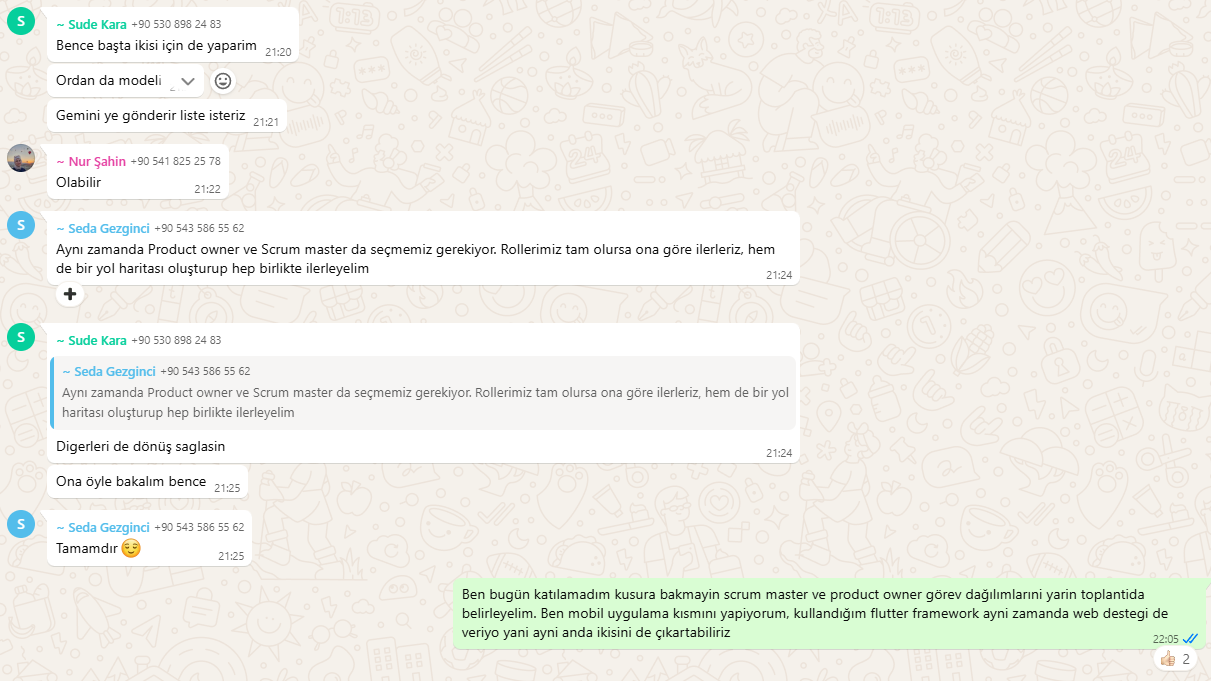 S
~ Sude Kara +90 530 898 24 83
Bence başta ikisi için de yaparim 21:20
Ordan da modeli
Gemini ye gönderir liste isteriz 21:21
~ Nur Şahin +90 541 825 25 78
Olabilir 21:22
S
~ Seda Gezginci +90 543 586 55 62
Aynı zamanda Product owner ve Scrum master da seçmemiz gerekiyor. Rollerimiz tam olursa ona göre ilerleriz, hem
de bir yol haritası oluşturup hep birlikte ilerleyelim 21:24
S
~ Sude Kara +90 530 898 24 83
~ Seda Gezginci +90 543 586 55 62
Aynı zamanda Product owner ve Scrum master da seçmemiz gerekiyor. Rollerimiz tam olursa ona göre ilerleriz, hem de bir yol
haritası oluşturup hep birlikte ilerleyelim
Digerleri de dönüş saglasin 21:24
Ona öyle bakalım bence 21:25
S
~ Seda Gezginci +90 543 586 55 62
Tamamdır😌 21:25
Ben bugün katılamadım kusura bakmayin scrum master ve product owner görev dağılımlarıni yarin toplantida
belirleyelim. Ben mobil uygulama kısmını yapiyorum, kullandığım flutter framework ayni zamanda web destegi de
veriyo yani ayni anda ikisini de çıkartabiliriz 22:05
👍🏼 2